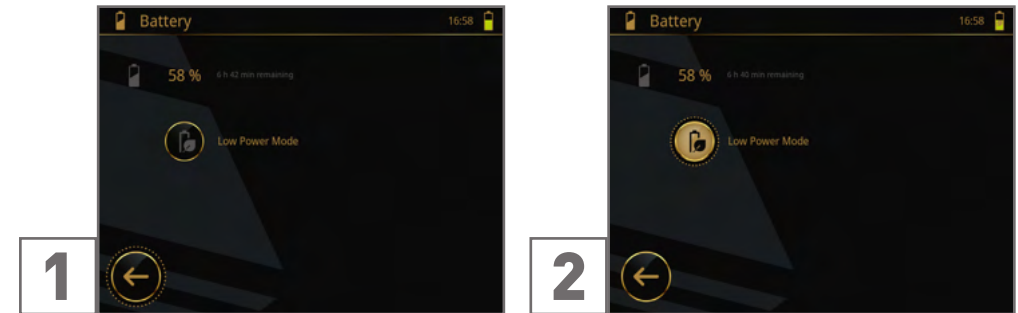 Battery 16:58
58 % 6 h 42 min remaining
Low Power Mode
1
Battery 16:58
58 % 6 h 40 min remaining
Low Power Mode
2